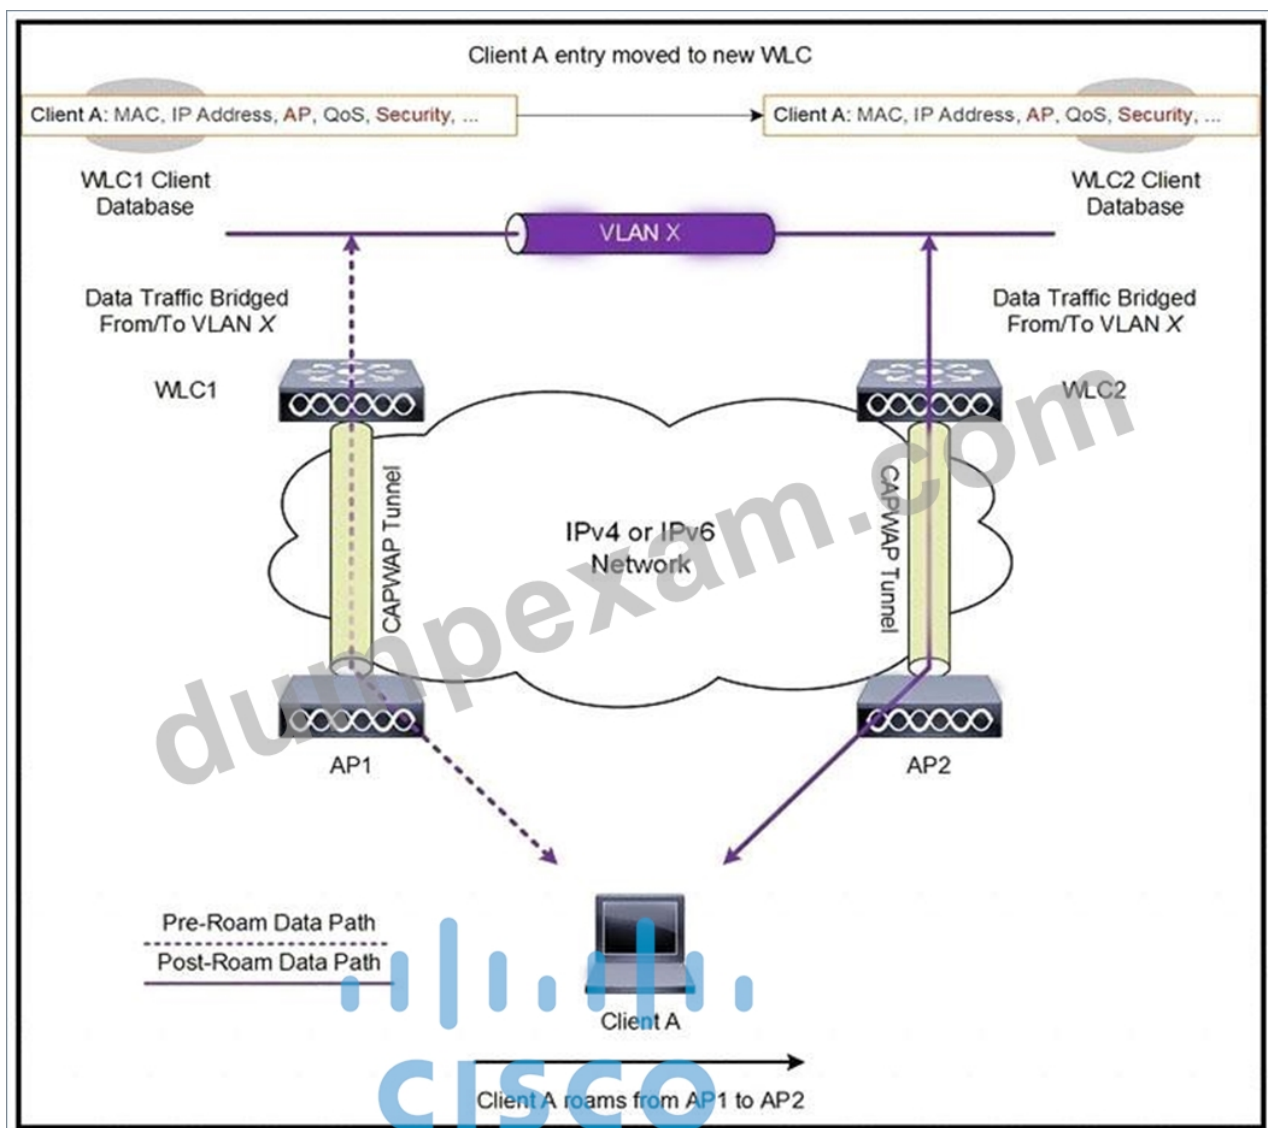 Client A entry moved to new WLC
Client A: MAC, IP Address, AP, QoS, Security, ...
Client A: MAC, IP Address, AP, QoS, Security, ...
WLC1 Client
Database
WLC2 Client
Database
VLAN X
Data Traffic Bridged
From/To VLAN X
Data Traffic Bridged
From/To VLAN X
WLC1
WLC2
CAPWAP Tunnel
IPv4 or IPv6
Network
CAPWAP Tunnel
dumpexam.com
AP1
AP2
Pre-Roam Data Path
Post-Roam Data Path
Client A
CISCO
Client A roams from AP1 to AP2